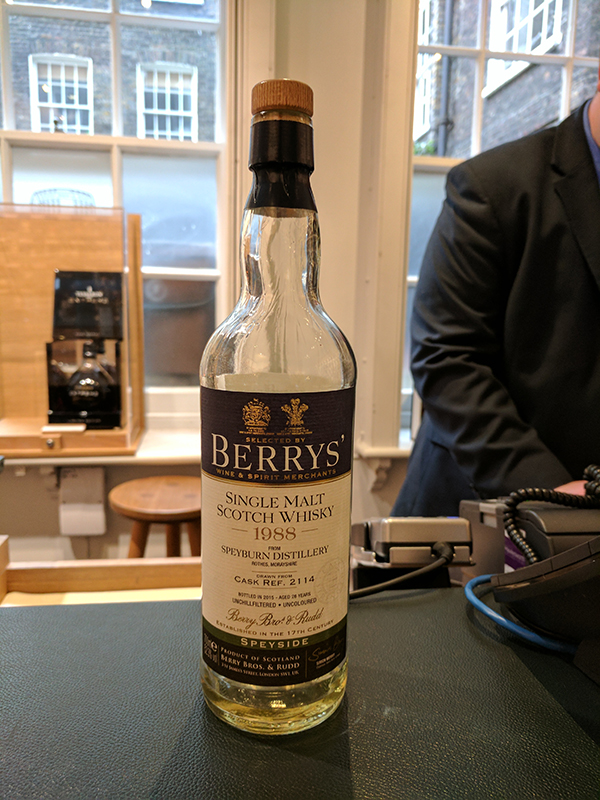 SELECTED BY
BERRYS'
WINE & SPIRIT MERCHANTS
SINGLE MALT
SCOTCH WHISKY
1988
FROM
SPEYBURN DISTILLERY
ROTHES, MORAYSHIRE
DRAWN FROM
CASK REF. 2114
BOTTLED IN 2015 • AGED 26 YEARS
UNCHILLFILTERED • UNCOLOURED
Berry Bros & Rudd
ESTABLISHED IN THE 17TH CENTURY
SPEYSIDE
PRODUCT OF SCOTLAND
BERRY BROS. & RUDD